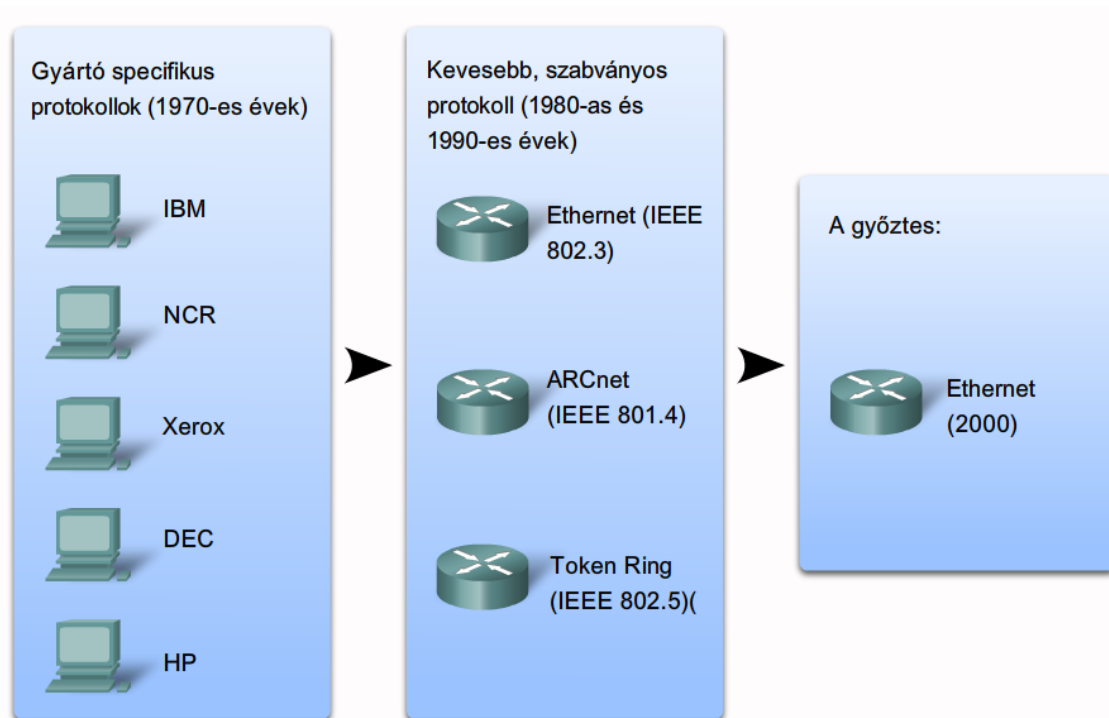 Gyártó specifikus
protokollok (1970-es évek)
IBM
NCR
Xerox
DEC
HP
Kevesebb, szabványos
protokoll (1980-as és
1990-es évek)
Ethernet (IEEE
802.3)
ARCnet
(IEEE 801.4)
Token Ring
(IEEE 802.5)(
A győztes:
Ethernet
(2000)